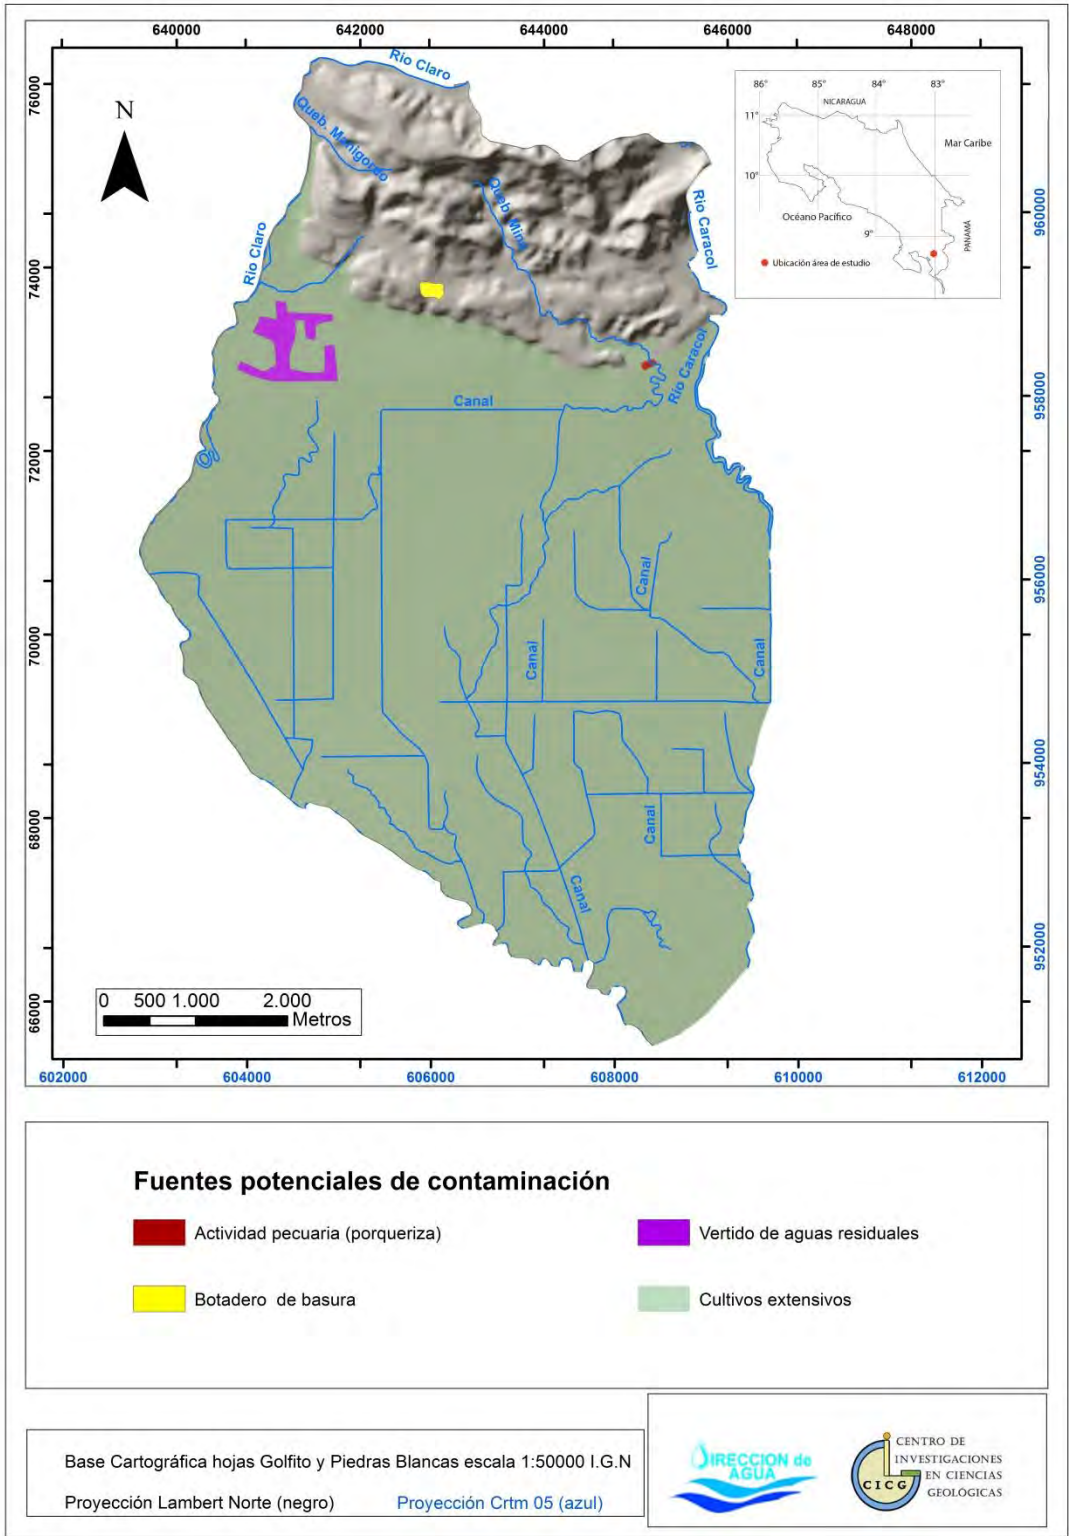 640000 642000 644000 646000 648000
76000
74000
72000
70000
68000
66000
960000
958000
956000
954000
952000
602000 604000 606000 608000 610000 612000
N
Rio Claro
Queb. Manigordo
Queb. Mina
Rio Caracol
Rio Claro
Rio Caracol
Canal
Canal
Canal
Canal
Canal
Canal
86° 85° 84° 83°
NICARAGUA
11°
Mar Caribe
10°
Océano Pacífico
9°
PANAMÁ
Ubicación área de estudio
0 500 1.000 2.000
Metros
Fuentes potenciales de contaminación
Actividad pecuaria (porqueriza)
Vertido de aguas residuales
Botadero de basura
Cultivos extensivos
Base Cartográfica hojas Golfito y Piedras Blancas escala 1:50000 I.G.N
Proyección Lambert Norte (negro) Proyección Crtm 05 (azul)
DIRECCION de
AGUA
CICG
CENTRO DE
INVESTIGACIONES
EN CIENCIAS
GEOLÓGICAS